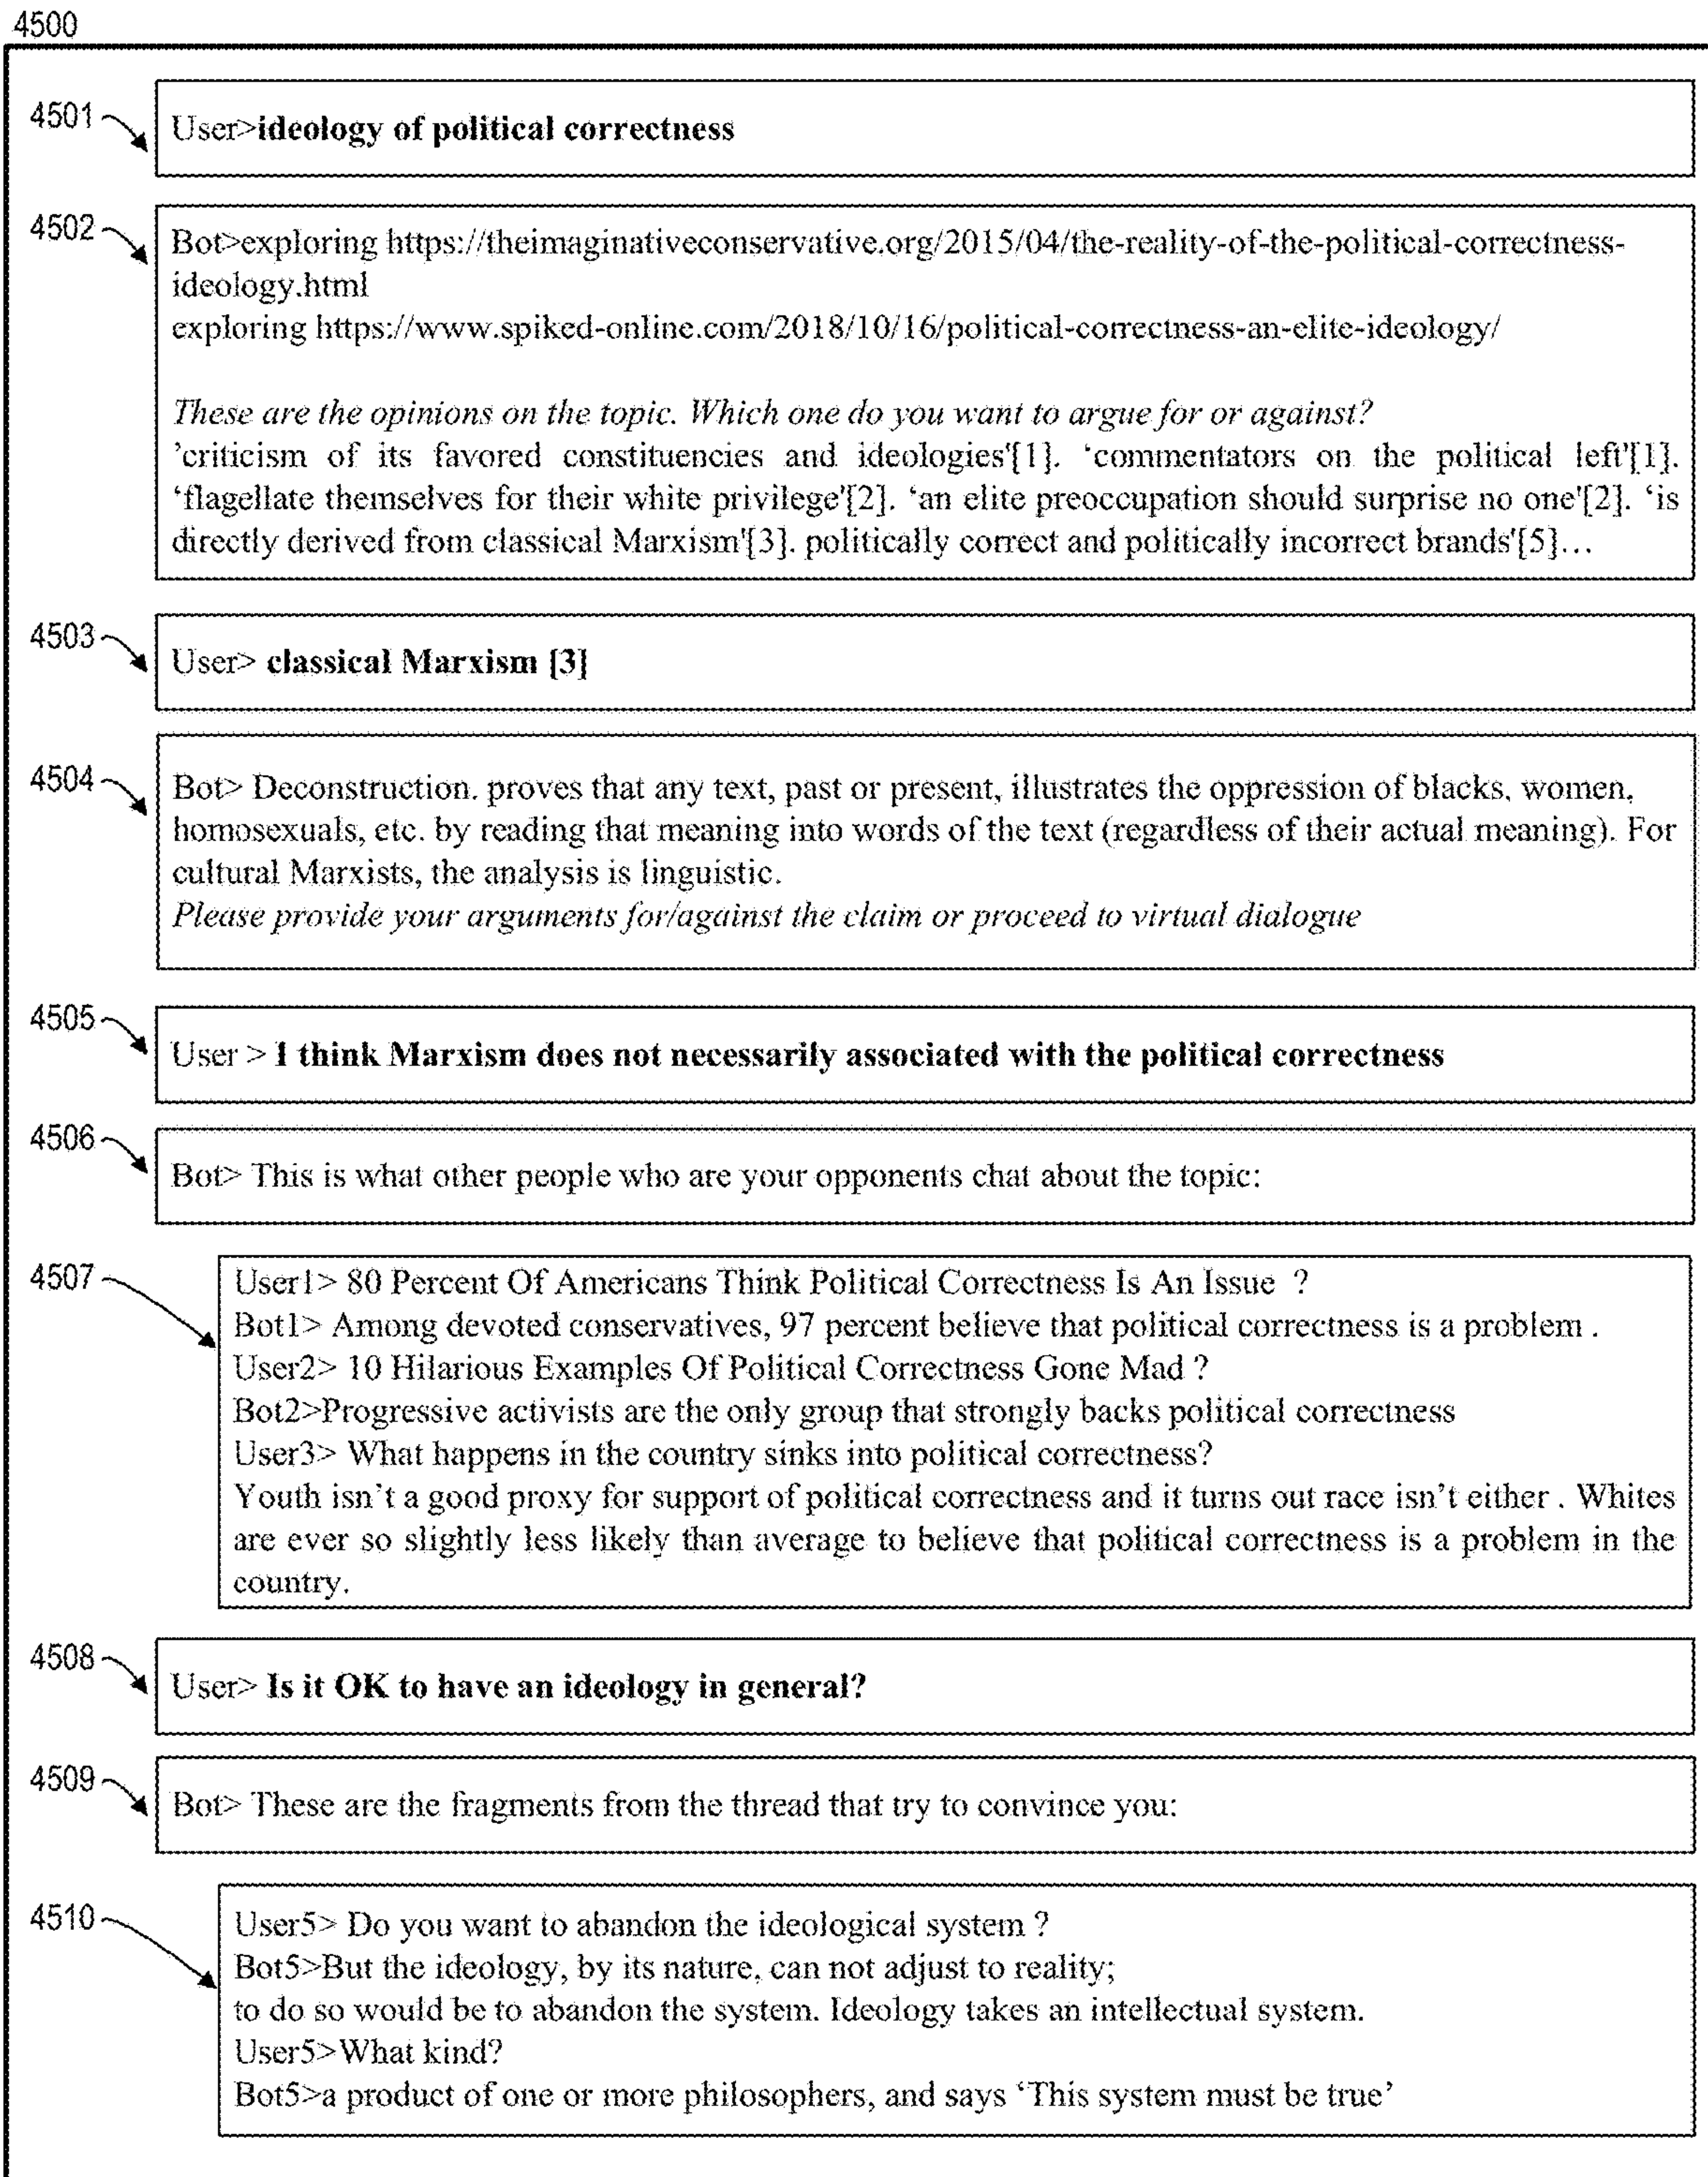 4500
4501
User>ideology of political correctness
4502
Bot>exploring https://theimaginativeconservative.org/2015/04/the-reality-of-the-political-correctness-
ideology.html
exploring https://www.spiked-online.com/2018/10/16/political-correctness-an-elite-ideology/
These are the opinions on the topic. Which one do you want to argue for or against?
’criticism of its favored constituencies and ideologies'[1]. ‘commentators on the political left'[1].
‘flagellate themselves for their white privilege'[2]. ‘an elite preoccupation should surprise no one'[2]. ‘is
directly derived from classical Marxism'[3]. politically correct and politically incorrect brands'[5]…
4503
User> classical Marxism [3]
4504
Bot> Deconstruction. proves that any text, past or present, illustrates the oppression of blacks, women,
homosexuals, etc. by reading that meaning into words of the text (regardless of their actual meaning). For
cultural Marxists, the analysis is linguistic.
Please provide your arguments for/against the claim or proceed to virtual dialogue
4505
User > I think Marxism does not necessarily associated with the political correctness
4506
Bot> This is what other people who are your opponents chat about the topic:
4507
User1> 80 Percent Of Americans Think Political Correctness Is An Issue ?
Bot1> Among devoted conservatives, 97 percent believe that political correctness is a problem .
User2> 10 Hilarious Examples Of Political Correctness Gone Mad ?
Bot2>Progressive activists are the only group that strongly backs political correctness
User3> What happens in the country sinks into political correctness?
Youth isn’t a good proxy for support of political correctness and it turns out race isn’t either . Whites
are ever so slightly less likely than average to believe that political correctness is a problem in the
country.
4508
User> Is it OK to have an ideology in general?
4509
Bot> These are the fragments from the thread that try to convince you:
4510
User5> Do you want to abandon the ideological system ?
Bot5>But the ideology, by its nature, can not adjust to reality;
to do so would be to abandon the system. Ideology takes an intellectual system.
User5>What kind?
Bot5>a product of one or more philosophers, and says ‘This system must be true’